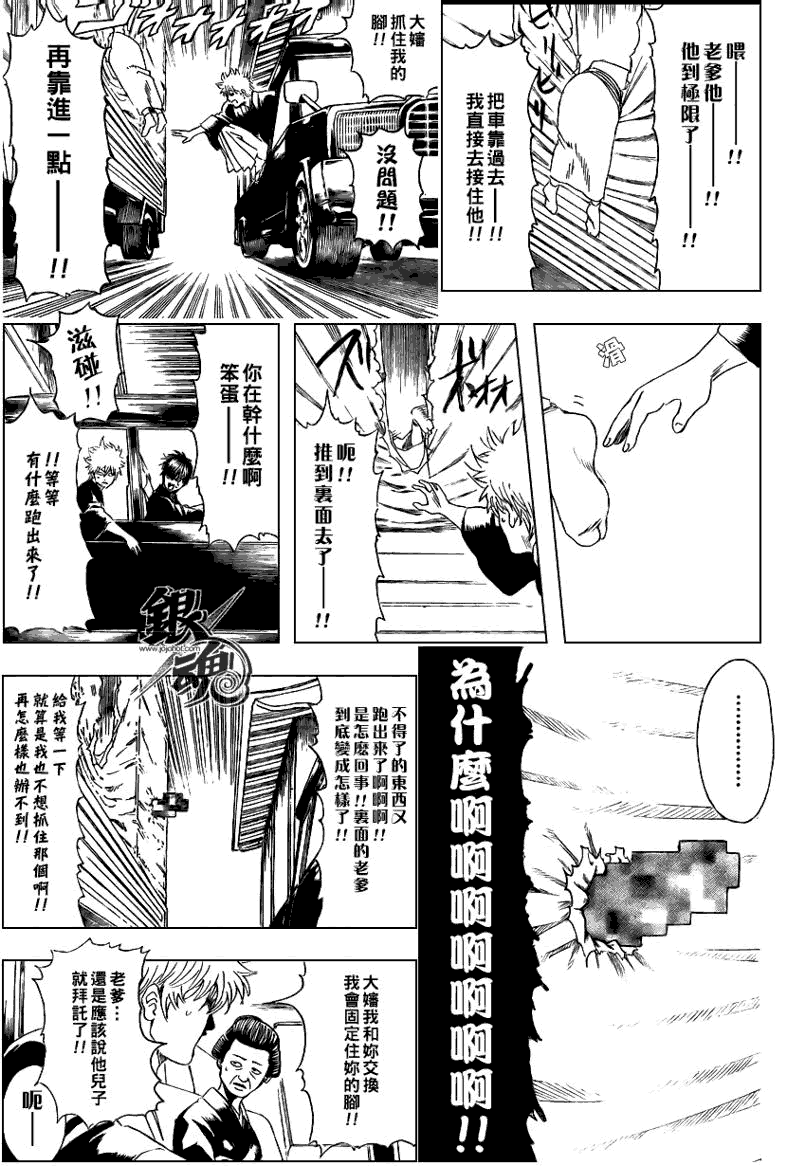 喂——!!
老爹他——!!
他到極限了——!!
把車靠過去——
我直接去接住他!!
大嬸
抓住我的
腳!!
沒問題!!
再靠進一點——!!
滑
呃!!
推到裏面去了——!!
你在幹什麼啊
笨蛋——!!
滋碰!!
!!等等
有什麼跑出來了!!
銀魂
www.jojohot.com
…………
為什麼啊啊啊啊啊啊啊!!
不得了的東西又
跑出來了啊啊啊!!
是怎麼回事!!裏面的老爹
到底變成怎樣了!!
給我等一下
就算是我也不想抓住那個啊!!
再怎麼樣也辦不到!!
大嬸我和妳交換
我會固定住妳的腳!!
老爹…
還是應該說他兒子
就拜託了!!
呃——